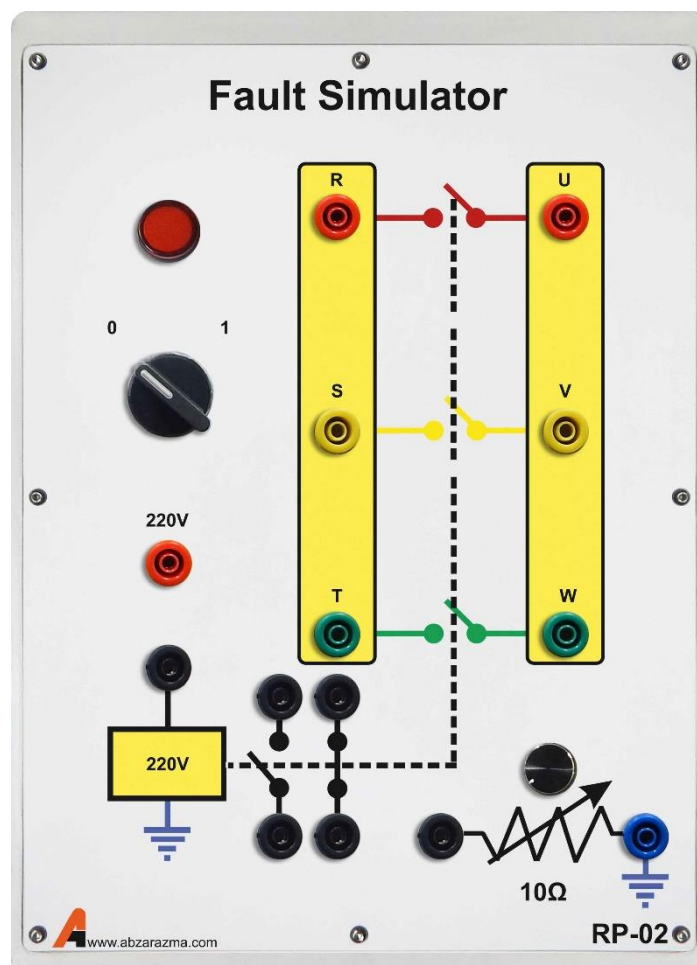 Fault Simulator
R
U
0 1
S
V
220V
T
W
220V
10Ω
www.abzarazma.com
RP-02